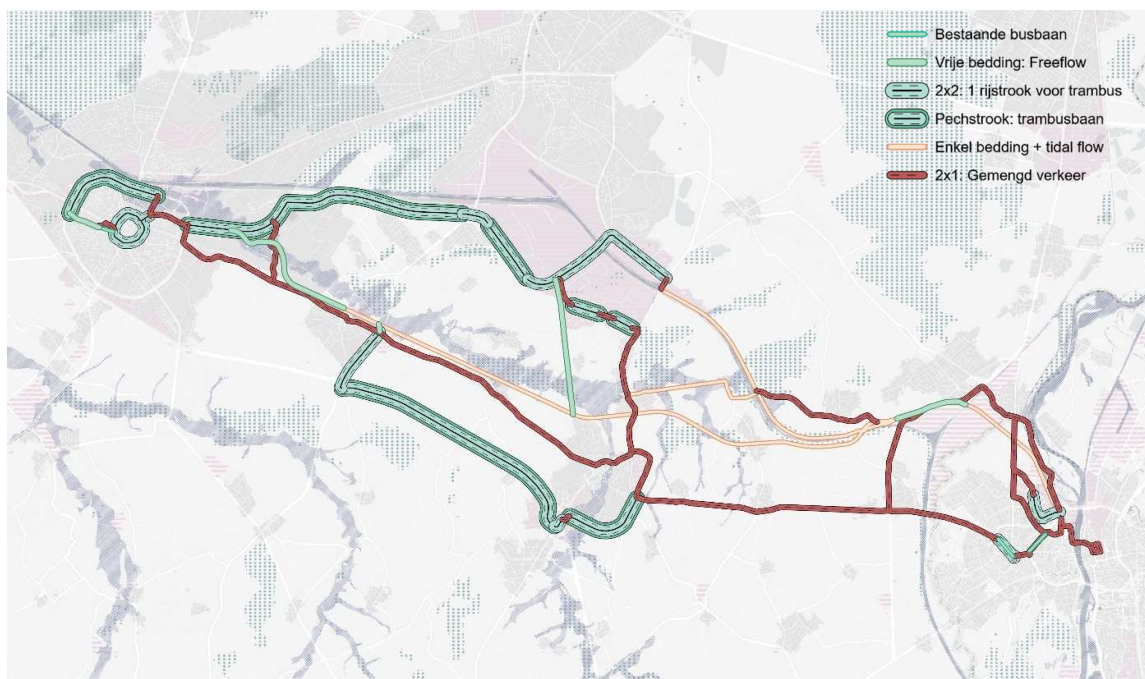 Bestaande busbaan
Vrije bedding: Freeflow
2x2: 1 rijstrook voor trambus
Pechstrook: trambusbaan
Enkel bedding + tidal flow
2x1: Gemengd verkeer